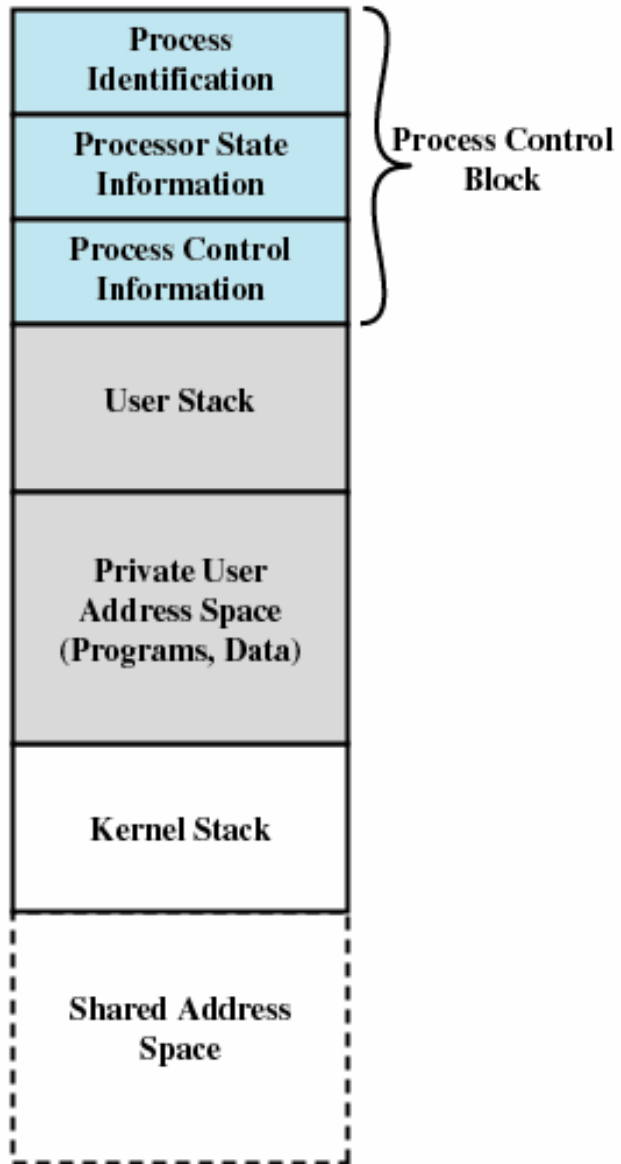 Process
Identification
Processor State
Information
Process Control
Information
Process Control
Block
User Stack
Private User
Address Space
(Programs, Data)
Kernel Stack
Shared Address
Space